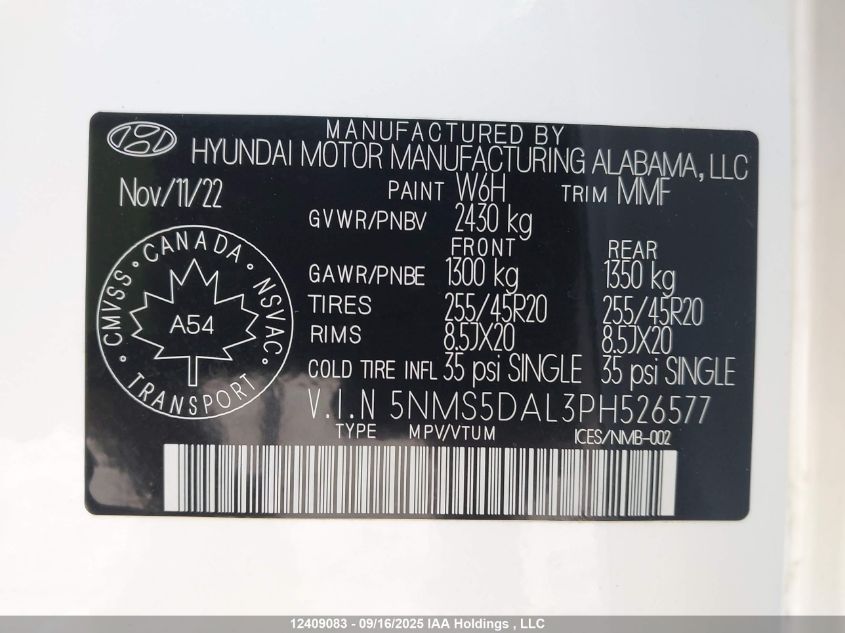 MANUFACTURED BY
HYUNDAI MOTOR MANUFACTURING ALABAMA, LLC
Nov/11/22 PAINT W6H TRIM MMF
GVWR/PNBV 2430 kg
FRONT REAR
GAWR/PNBE 1300 kg 1350 kg
TIRES 255/45R20 255/45R20
RIMS 8.5JX20 8.5JX20
COLD TIRE INFL 35 psi SINGLE 35 psi SINGLE
CMVSS · CANADA · NSVAC
A54
TRANSPORT
V.I.N 5NMS5DAL3PH526577
TYPE MPV/VTUM ICES/NMB-002
12409083 - 09/16/2025 IAA Holdings , LLC